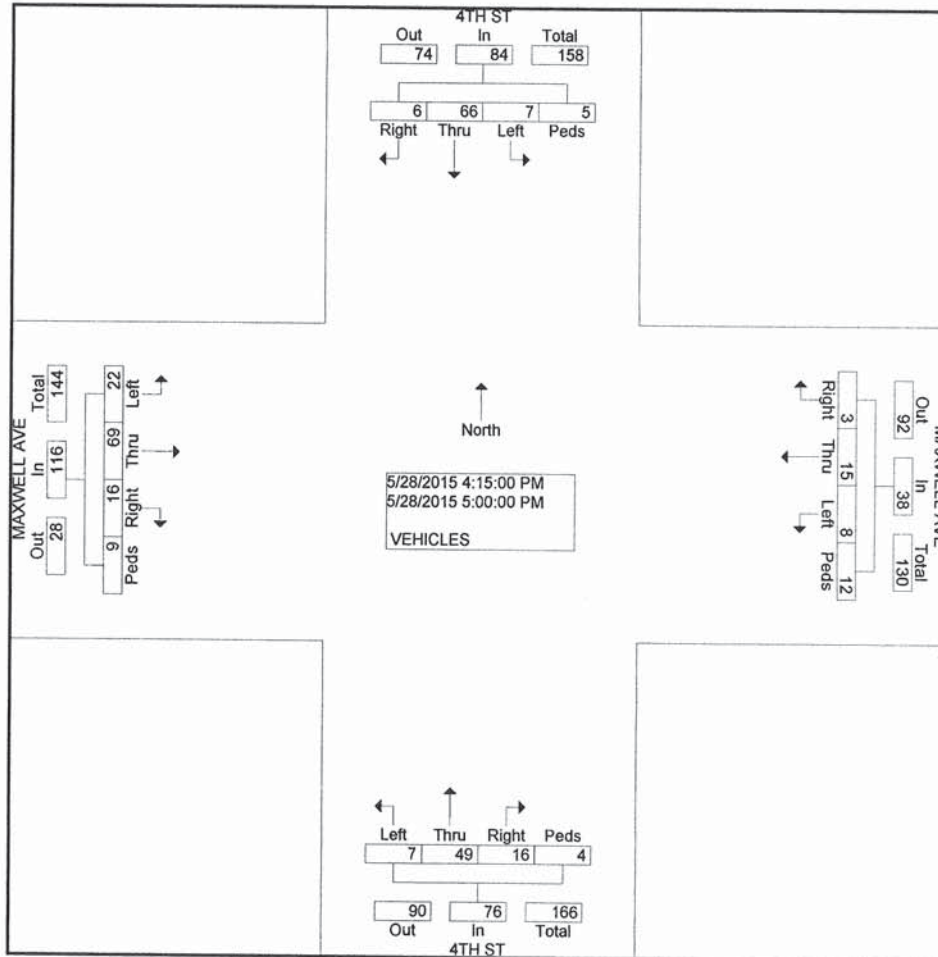 4TH ST
Out In Total
74 84 158
6 66 7 5
Right Thru Left Peds
Total In Out
144 116 28
MAXWELL AVE
22 69 16 9
Left Thru Right Peds
North
5/28/2015 4:15:00 PM
5/28/2015 5:00:00 PM
VEHICLES
Right Thru Left Peds
3 15 8 12
Out In Total
92 38 130
AVE
Left Thru Right Peds
7 49 16 4
90 76 166
Out In Total
4TH ST